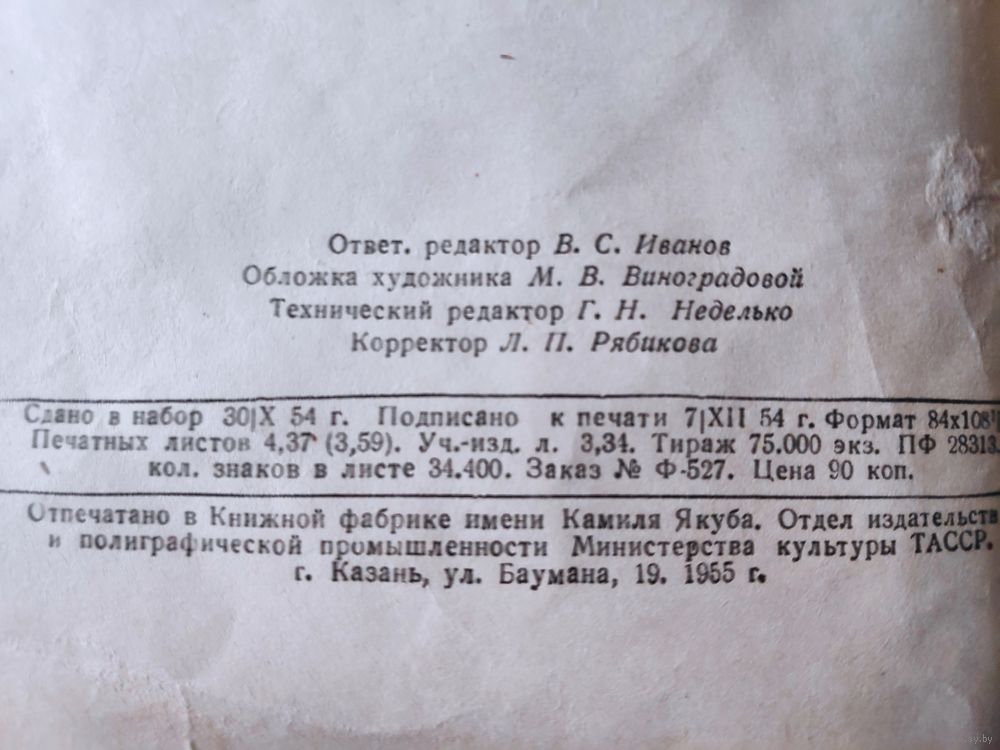 Ответ. редактор В. С. Иванов
Обложка художника М. В. Виноградовой
Технический редактор Г. Н. Неделько
Корректор Л. П. Рябикова
Сдано в набор 30|X 54 г. Подписано к печати 7|XII 54 г. Формат 84х108¹
Печатных листов 4,37 (3,59). Уч.-изд. л. 3,34. Тираж 75.000 экз. ПФ 28313.
кол. знаков в листе 34.400. Заказ № Ф-527. Цена 90 коп.
Отпечатано в Книжной фабрике имени Камиля Якуба. Отдел издательств
и полиграфической промышленности Министерства культуры ТАССР.
г. Казань, ул. Баумана, 19. 1955 г.
ay.by